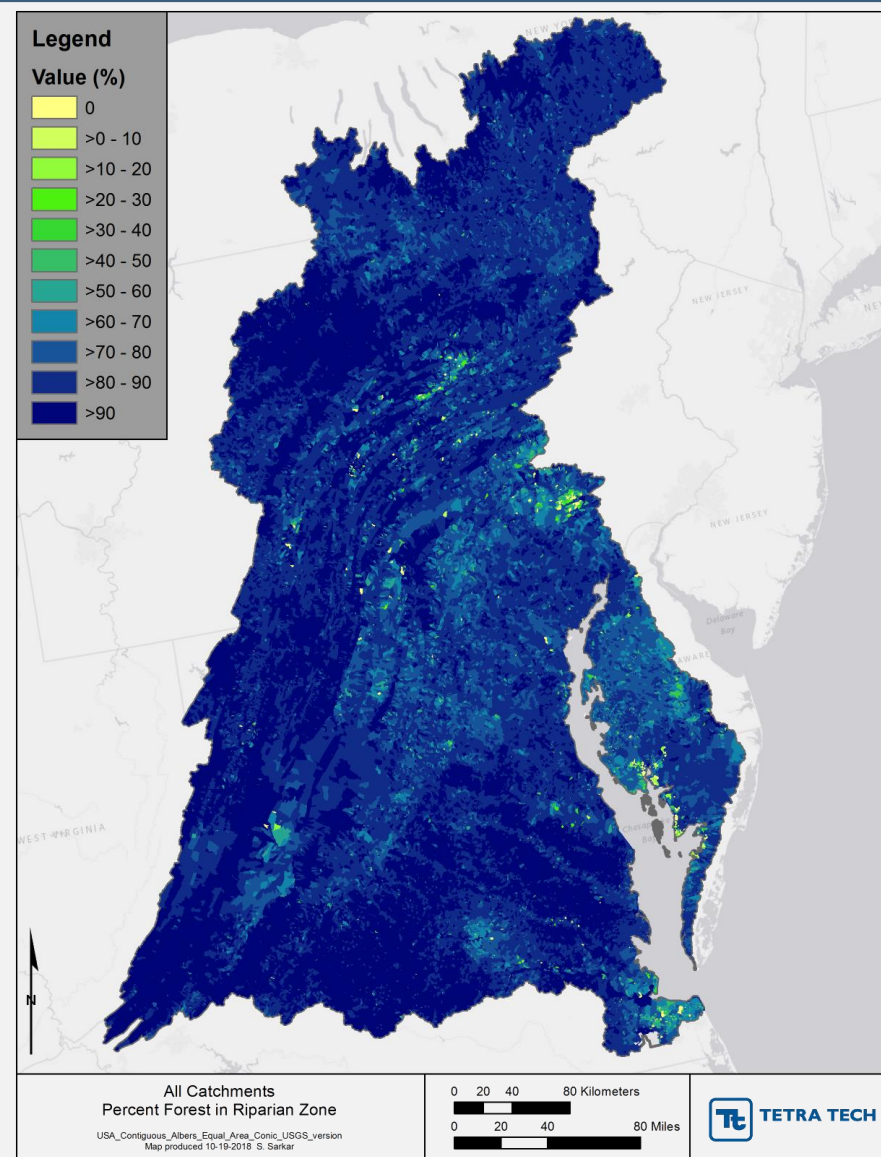 Legend
Value (%)
0
>0 - 10
>10 - 20
>20 - 30
>30 - 40
>40 - 50
>50 - 60
>60 - 70
>70 - 80
>80 - 90
>90
NEW YORK
NEW JERSEY
NEW JERSEY
Delaware
Bay
WEST VIRGINIA
Chesapeake
Bay
N
All Catchments
Percent Forest in Riparian Zone
USA_Contiguous_Albers_Equal_Area_Conic_USGS_version
Map produced 10-19-2018 S. Sarkar
0 20 40 80 Kilometers
0 20 40 80 Miles
Tt TETRA TECH